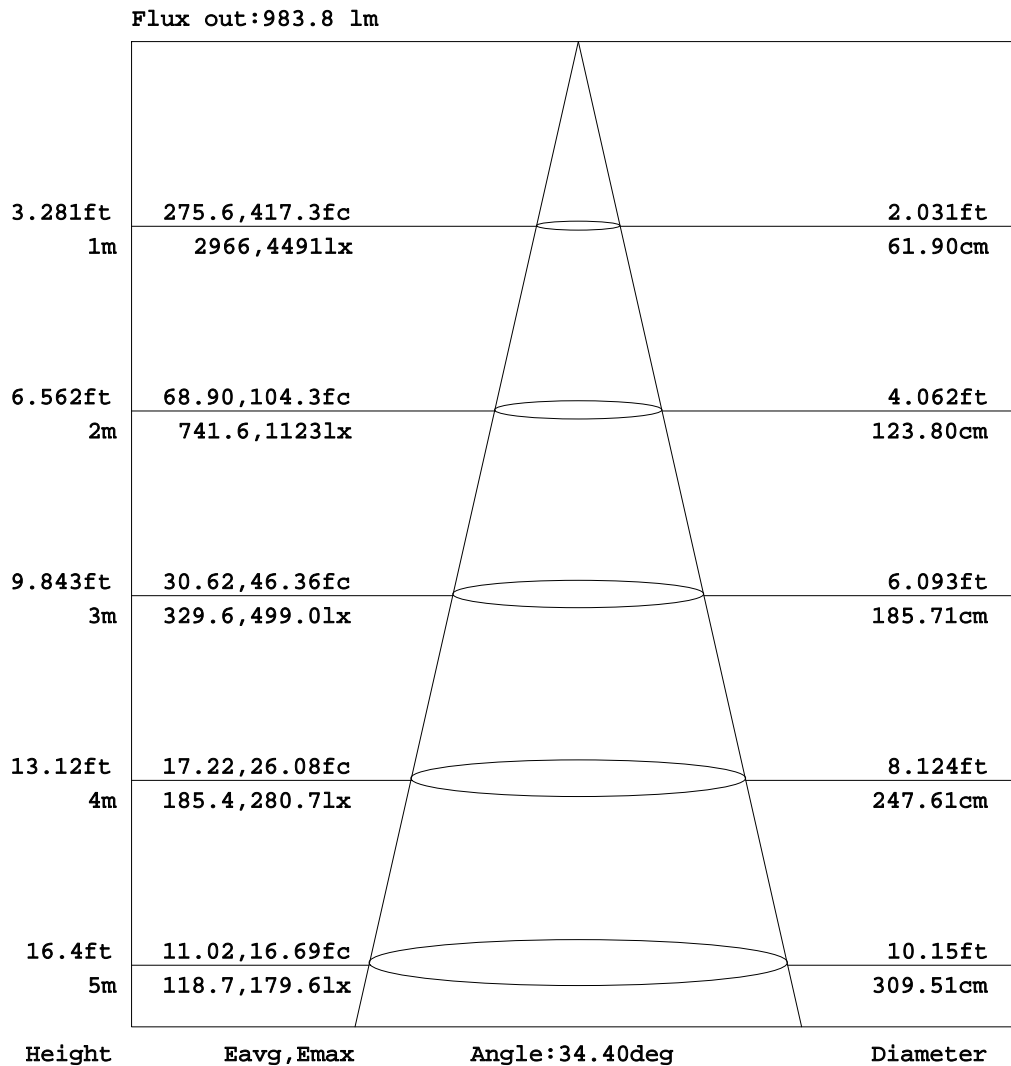 Flux out:983.8 lm
3.281ft 275.6,417.3fc 2.031ft
1m 2966,4491lx 61.90cm
6.562ft 68.90,104.3fc 4.062ft
2m 741.6,1123lx 123.80cm
9.843ft 30.62,46.36fc 6.093ft
3m 329.6,499.0lx 185.71cm
13.12ft 17.22,26.08fc 8.124ft
4m 185.4,280.7lx 247.61cm
16.4ft 11.02,16.69fc 10.15ft
5m 118.7,179.6lx 309.51cm
Height Eavg,Emax Angle:34.40deg Diameter